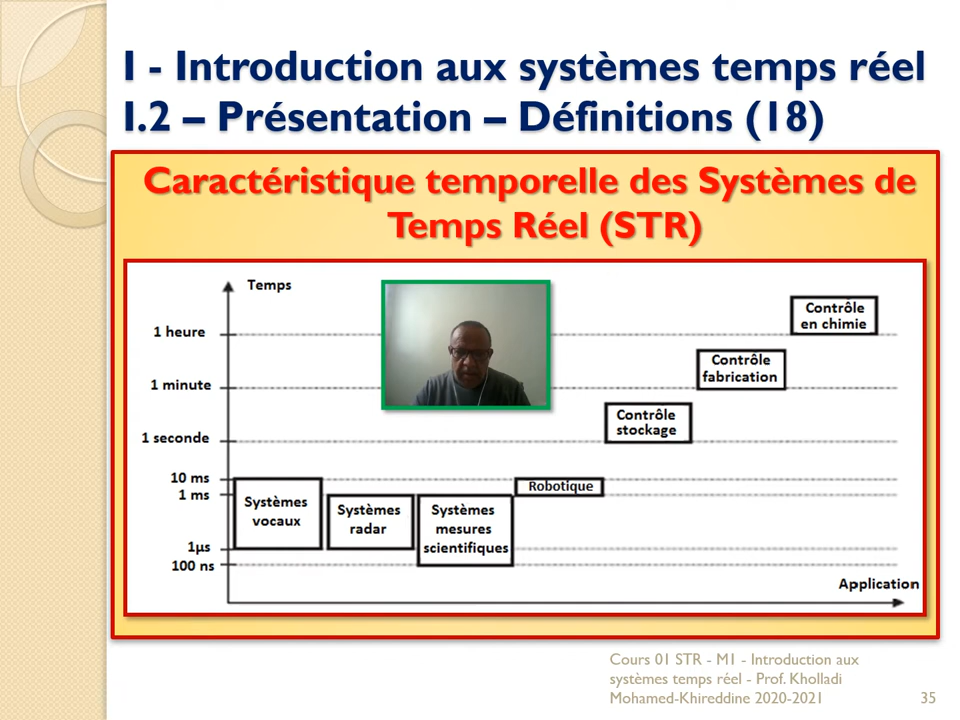 I - Introduction aux systèmes temps réel
I.2 – Présentation – Définitions (18)
Caractéristique temporelle des Systèmes de
Temps Réel (STR)
Temps
1 heure
1 minute
1 seconde
10 ms
1 ms
1µs
100 ns
Contrôle
en chimie
Contrôle
fabrication
Contrôle
stockage
Robotique
Systèmes
vocaux
Systèmes
radar
Systèmes
mesures
scientifiques
Application
Cours 01 STR - M1 - Introduction aux
systèmes temps réel - Prof. Kholladi
Mohamed-Khireddine 2020-2021
35